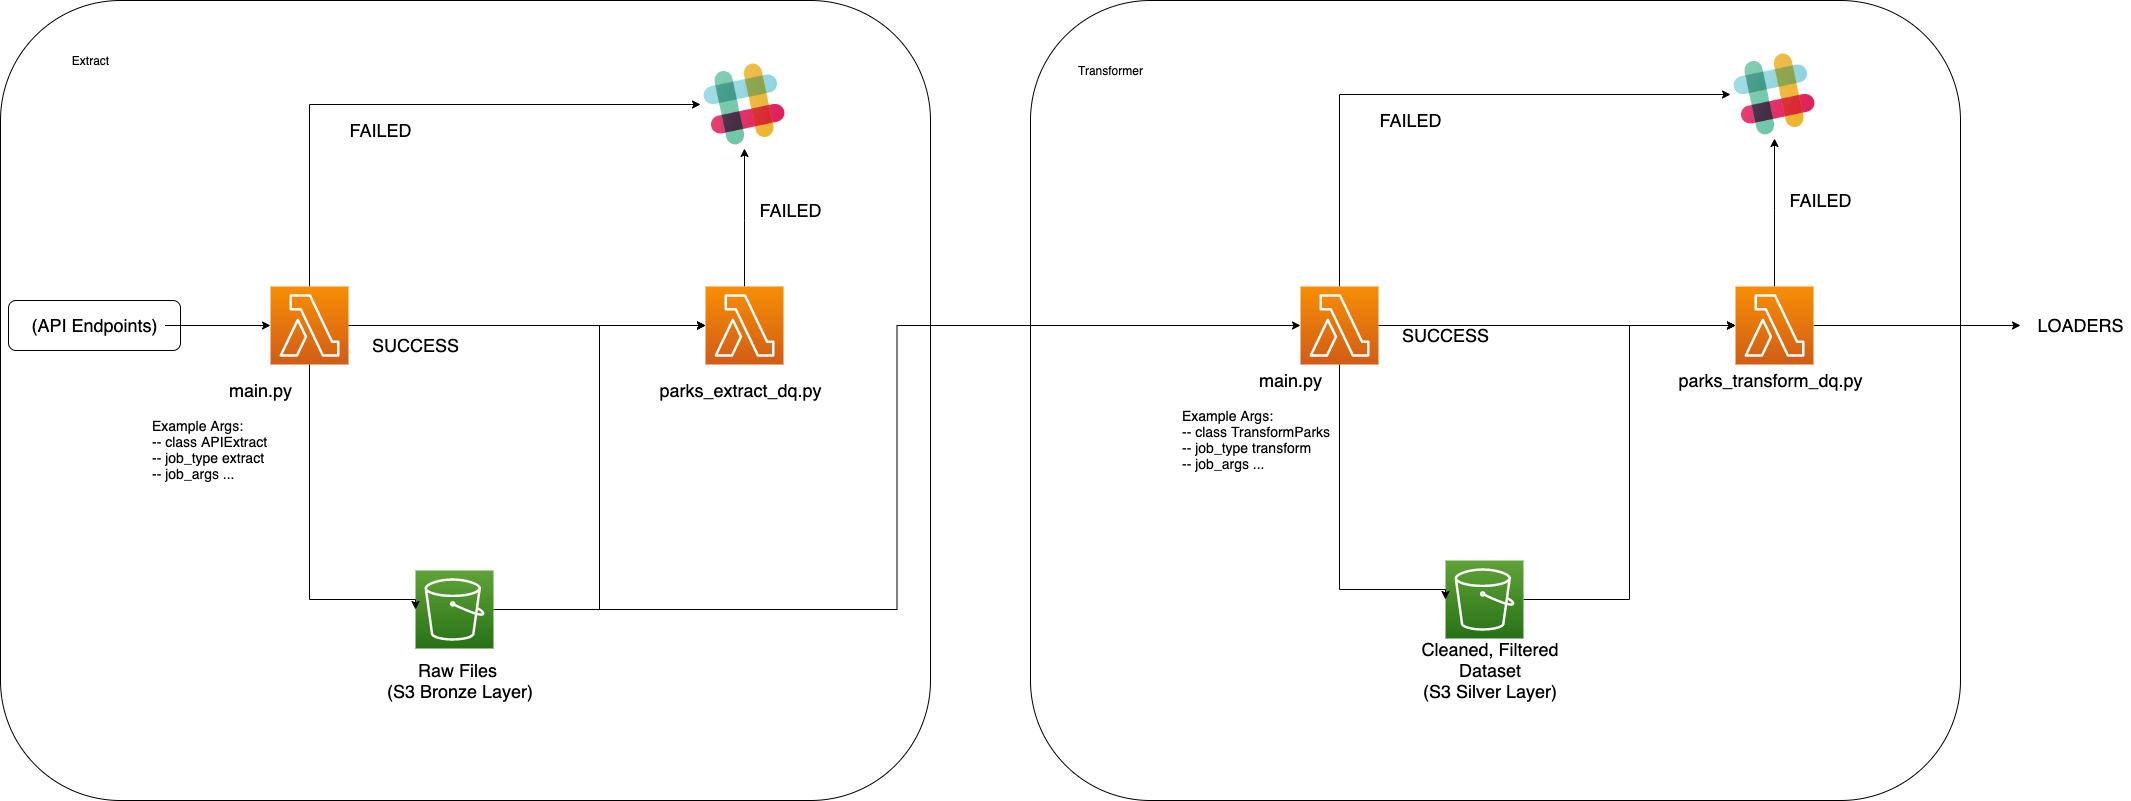 Extract
FAILED
FAILED
(API Endpoints)
SUCCESS
main.py
parks_extract_dq.py
Example Args:
-- class APIExtract
-- job_type extract
-- job_args ...
Raw Files
(S3 Bronze Layer)
Transformer
FAILED
FAILED
SUCCESS
LOADERS
main.py
parks_transform_dq.py
Example Args:
-- class TransformParks
-- job_type transform
-- job_args ...
Cleaned, Filtered
Dataset
(S3 Silver Layer)